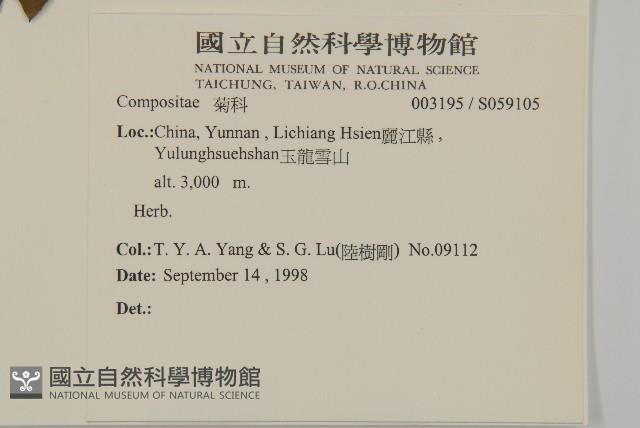 國立自然科學博物館
NATIONAL MUSEUM OF NATURAL SCIENCE
TAICHUNG, TAIWAN, R.O.CHINA
Compositae 菊科 003195 / S059105
Loc.:China, Yunnan , Lichiang Hsien麗江縣 ,
Yulunghsuehshan玉龍雪山
alt. 3,000 m.
Herb.
Col.:T. Y. A. Yang & S. G. Lu(陸樹剛) No.09112
Date: September 14 , 1998
Det.:
國立自然科學博物館
NATIONAL MUSEUM OF NATURAL SCIENCE